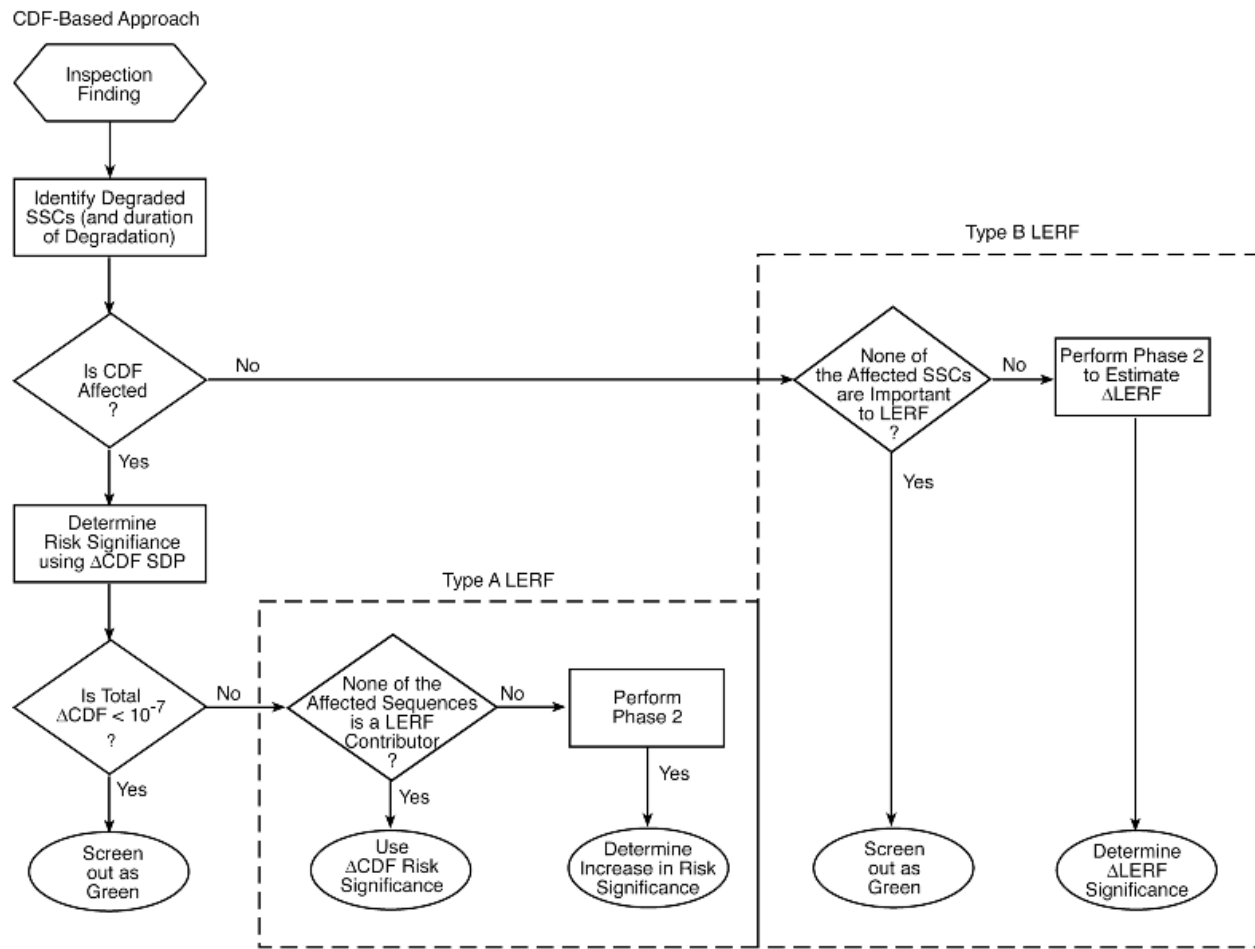 CDF-Based Approach
Inspection
Finding
Identify Degraded
SSCs (and duration
of Degradation)
Type B LERF
Is CDF
Affected
?
No
Yes
None of
the Affected SSCs
are Important
to LERF
?
No
Yes
Perform Phase 2
to Estimate
ΔLERF
Determine
Risk Signifiance
using ΔCDF SDP
Type A LERF
Is Total
ΔCDF < 10⁻⁷
?
No
Yes
None of the
Affected Sequences
is a LERF
Contributor
?
No
Yes
Perform
Phase 2
Yes
Screen
out as
Green
Use
ΔCDF Risk
Significance
Determine
Increase in Risk
Significance
Screen
out as
Green
Determine
ΔLERF
Significance